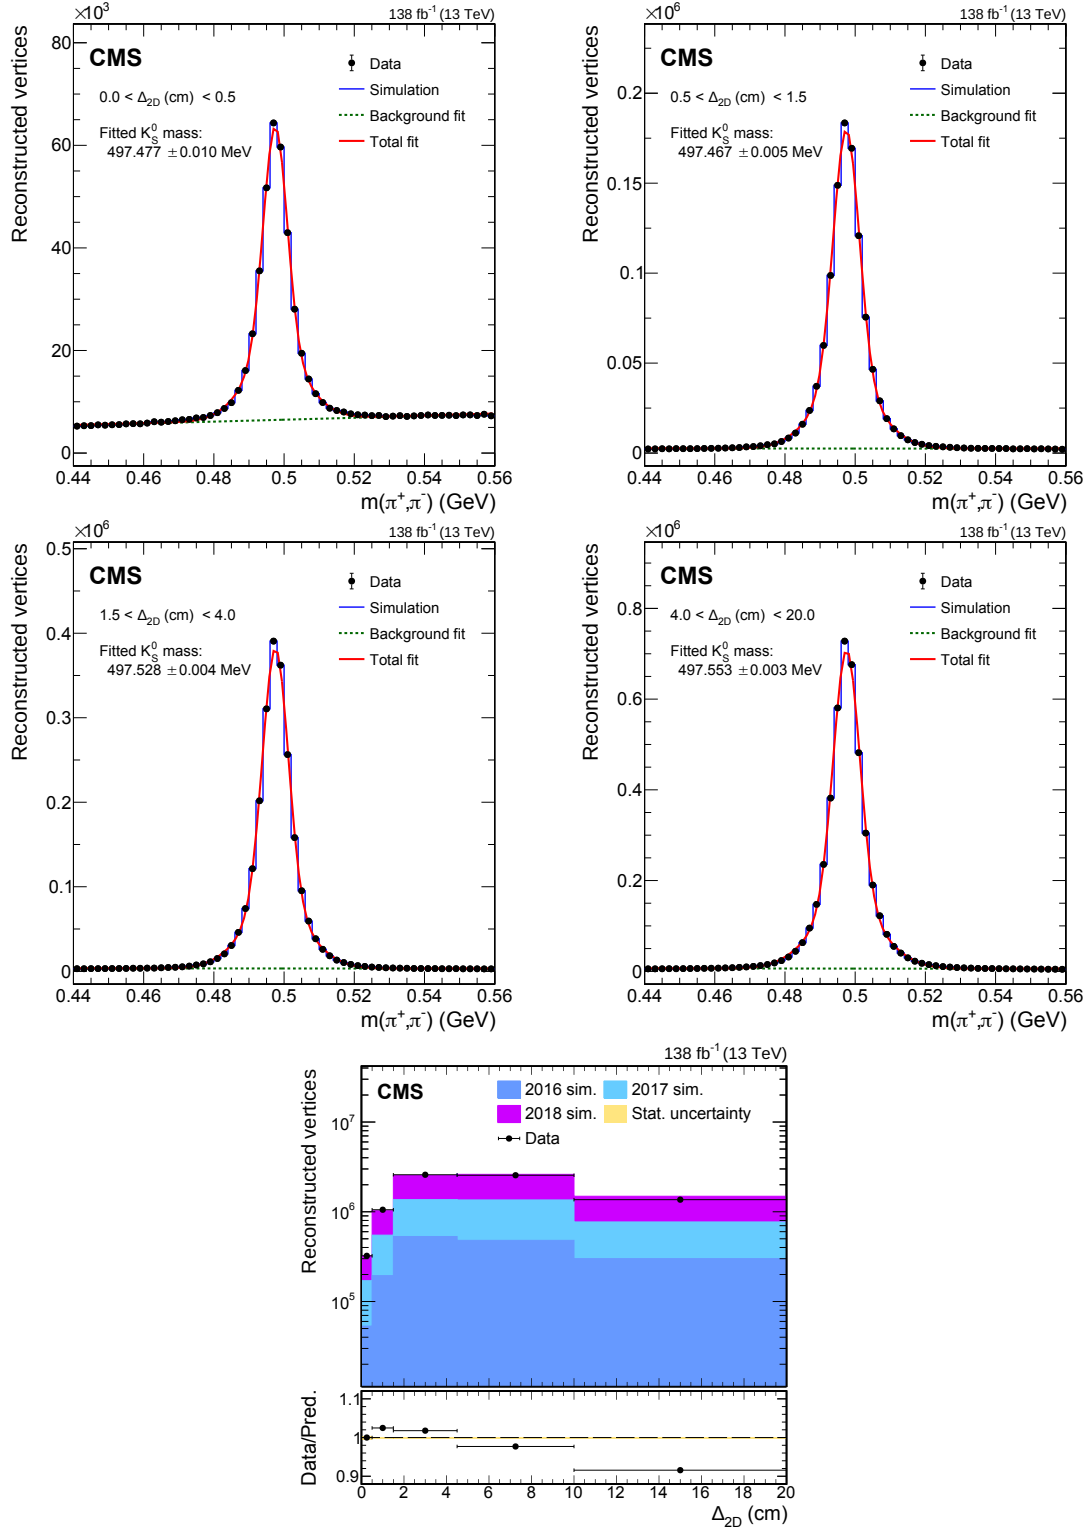 ×10³
138 fb⁻¹ (13 TeV)
CMS
Reconstructed vertices
0.0 < Δ2D (cm) < 0.5
Fitted K⁰S mass:
497.477 ±0.010 MeV
Data
Simulation
Background fit
Total fit
80
60
40
20
0
0.44 0.46 0.48 0.5 0.52 0.54 0.56
m(π⁺,π⁻) (GeV)
×10⁶
138 fb⁻¹ (13 TeV)
CMS
Reconstructed vertices
0.5 < Δ2D (cm) < 1.5
Fitted K⁰S mass:
497.467 ±0.005 MeV
Data
Simulation
Background fit
Total fit
0.2
0.15
0.1
0.05
0
0.44 0.46 0.48 0.5 0.52 0.54 0.56
m(π⁺,π⁻) (GeV)
×10⁶
138 fb⁻¹ (13 TeV)
CMS
Reconstructed vertices
1.5 < Δ2D (cm) < 4.0
Fitted K⁰S mass:
497.528 ±0.004 MeV
Data
Simulation
Background fit
Total fit
0.5
0.4
0.3
0.2
0.1
0
0.44 0.46 0.48 0.5 0.52 0.54 0.56
m(π⁺,π⁻) (GeV)
×10⁶
138 fb⁻¹ (13 TeV)
CMS
Reconstructed vertices
4.0 < Δ2D (cm) < 20.0
Fitted K⁰S mass:
497.553 ±0.003 MeV
Data
Simulation
Background fit
Total fit
0.8
0.6
0.4
0.2
0
0.44 0.46 0.48 0.5 0.52 0.54 0.56
m(π⁺,π⁻) (GeV)
138 fb⁻¹ (13 TeV)
CMS
2016 sim. 2017 sim.
2018 sim. Stat. uncertainty
Data
Reconstructed vertices
10⁷
10⁶
10⁵
Data/Pred.
1.1
1
0.9
0 2 4 6 8 10 12 14 16 18 20
Δ2D (cm)